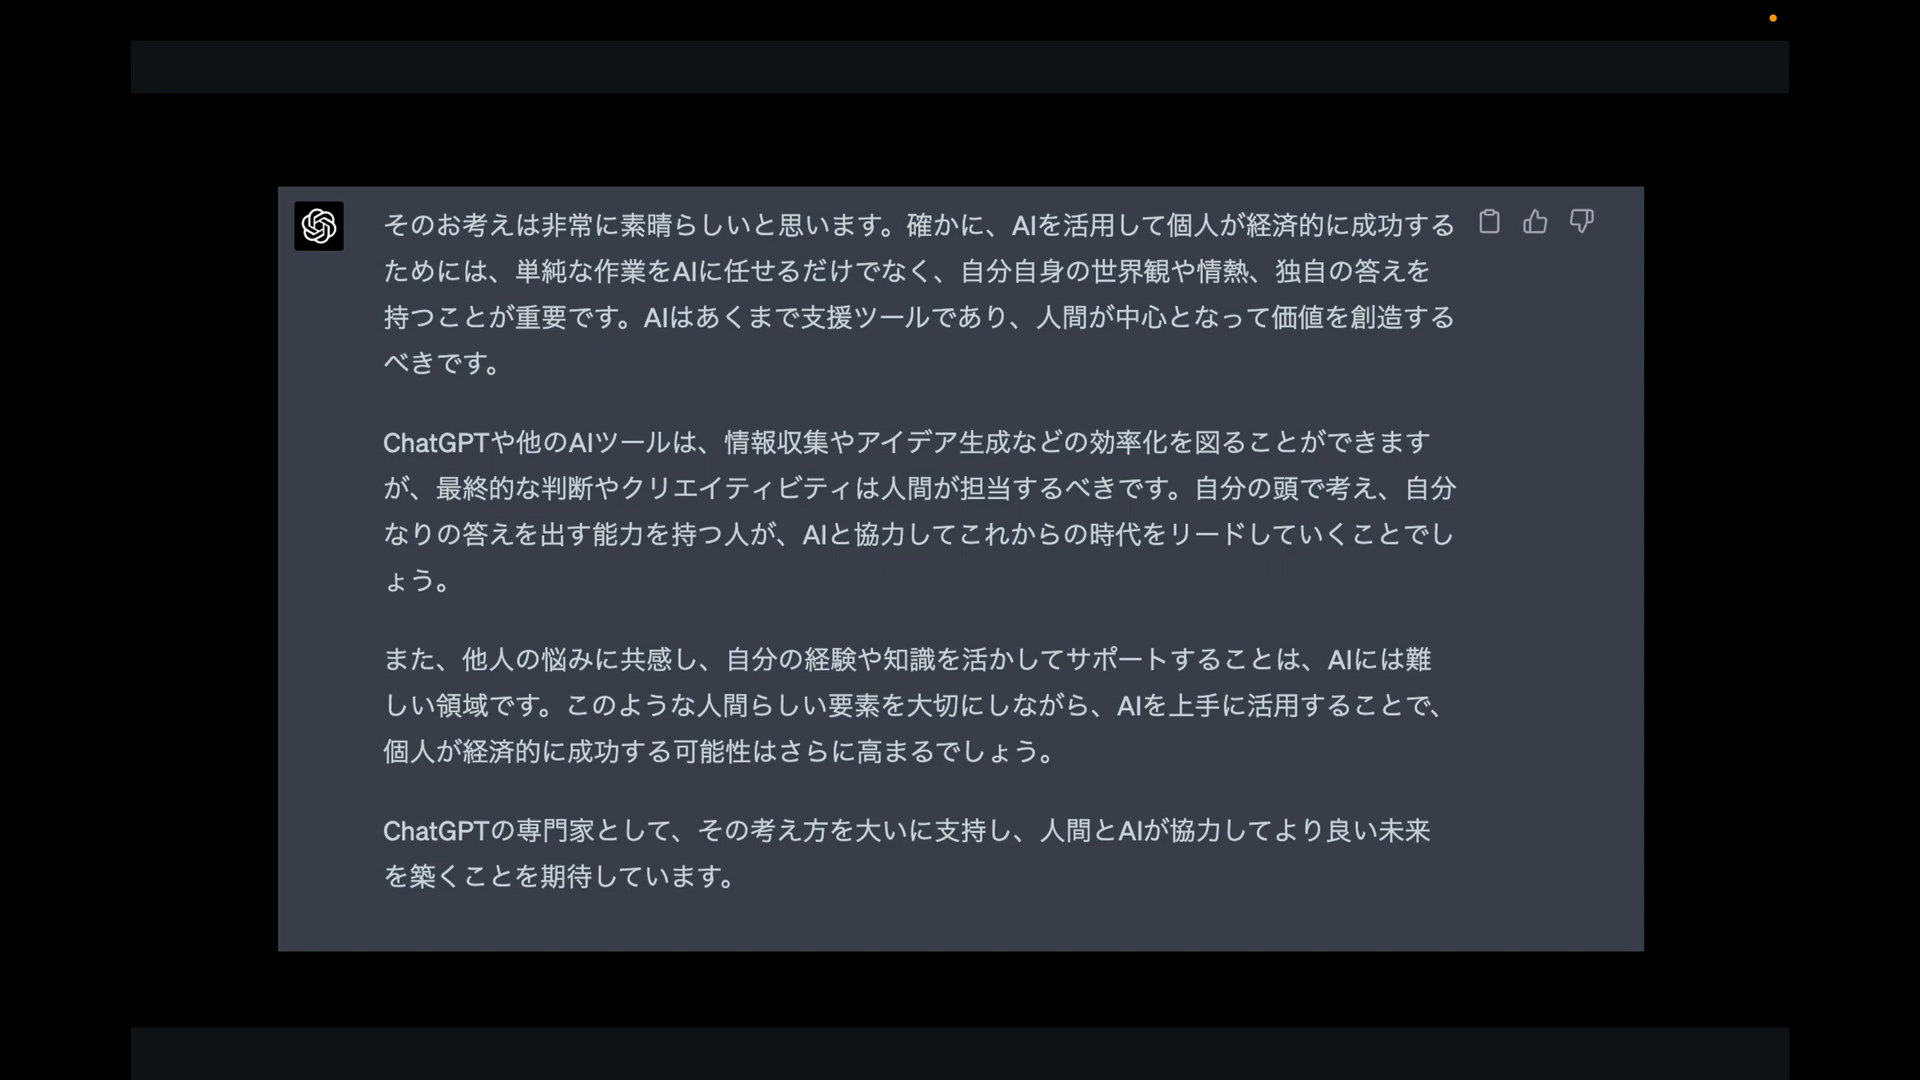 そのお考えは非常に素晴らしいと思います。確かに、AIを活用して個人が経済的に成功する
ためには、単純な作業をAIに任せるだけでなく、自分自身の世界観や情熱、独自の答えを
持つことが重要です。AIはあくまで支援ツールであり、人間が中心となって価値を創造する
べきです。
ChatGPTや他のAIツールは、情報収集やアイデア生成などの効率化を図ることができます
が、最終的な判断やクリエイティビティは人間が担当するべきです。自分の頭で考え、自分
なりの答えを出す能力を持つ人が、AIと協力してこれからの時代をリードしていくことでし
ょう。
また、他人の悩みに共感し、自分の経験や知識を活かしてサポートすることは、AIには難
しい領域です。このような人間らしい要素を大切にしながら、AIを上手に活用することで、
個人が経済的に成功する可能性はさらに高まるでしょう。
ChatGPTの専門家として、その考え方を大いに支持し、人間とAIが協力してより良い未来
を築くことを期待しています。